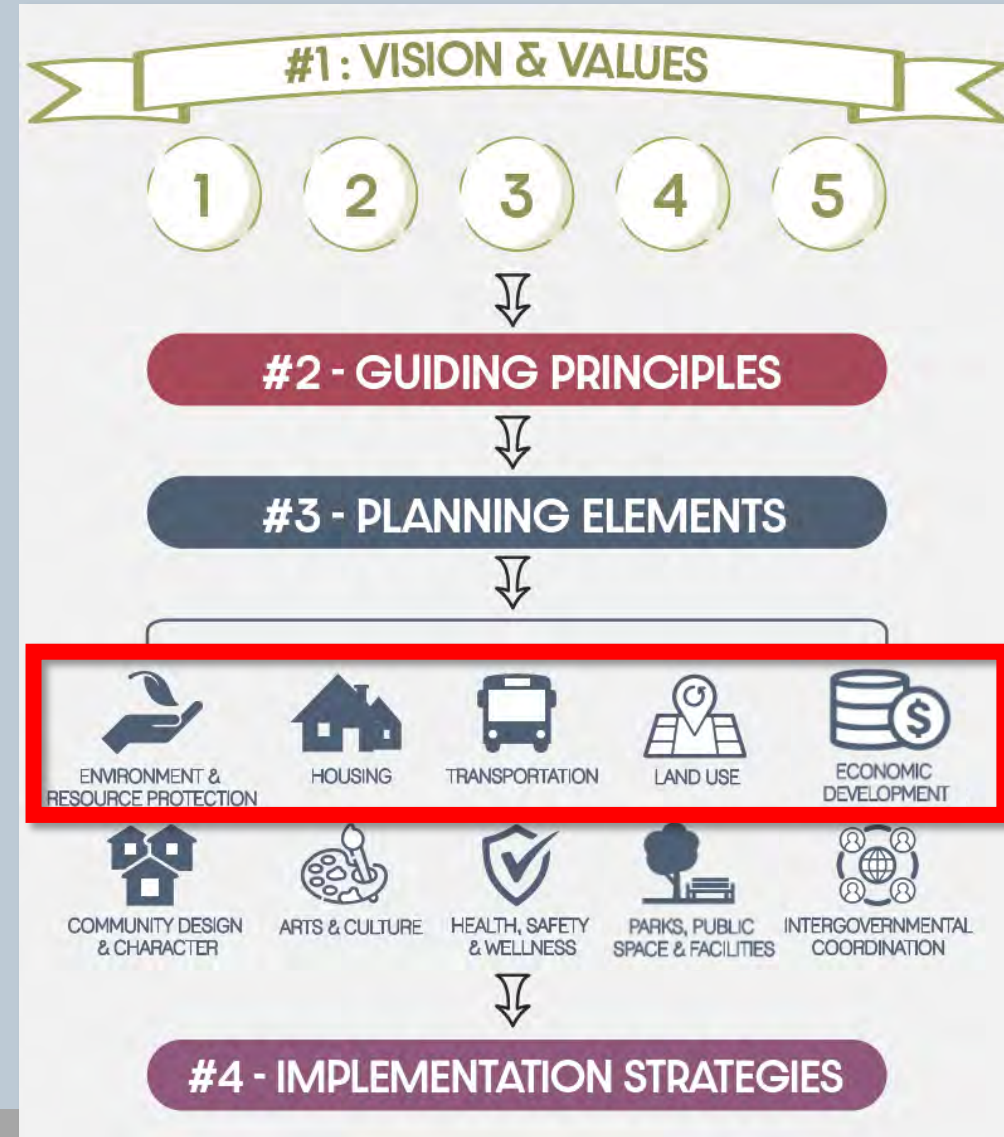 #1: VISION & VALUES
1 2 3 4 5
#2 - GUIDING PRINCIPLES
#3 - PLANNING ELEMENTS
$
ENVIRONMENT &
RESOURCE PROTECTION
HOUSING
TRANSPORTATION
LAND USE
ECONOMIC
DEVELOPMENT
COMMUNITY DESIGN
& CHARACTER
ARTS & CULTURE
HEALTH, SAFETY
& WELLNESS
PARKS, PUBLIC
SPACE & FACILITIES
INTERGOVERNMENTAL
COORDINATION
#4 - IMPLEMENTATION STRATEGIES